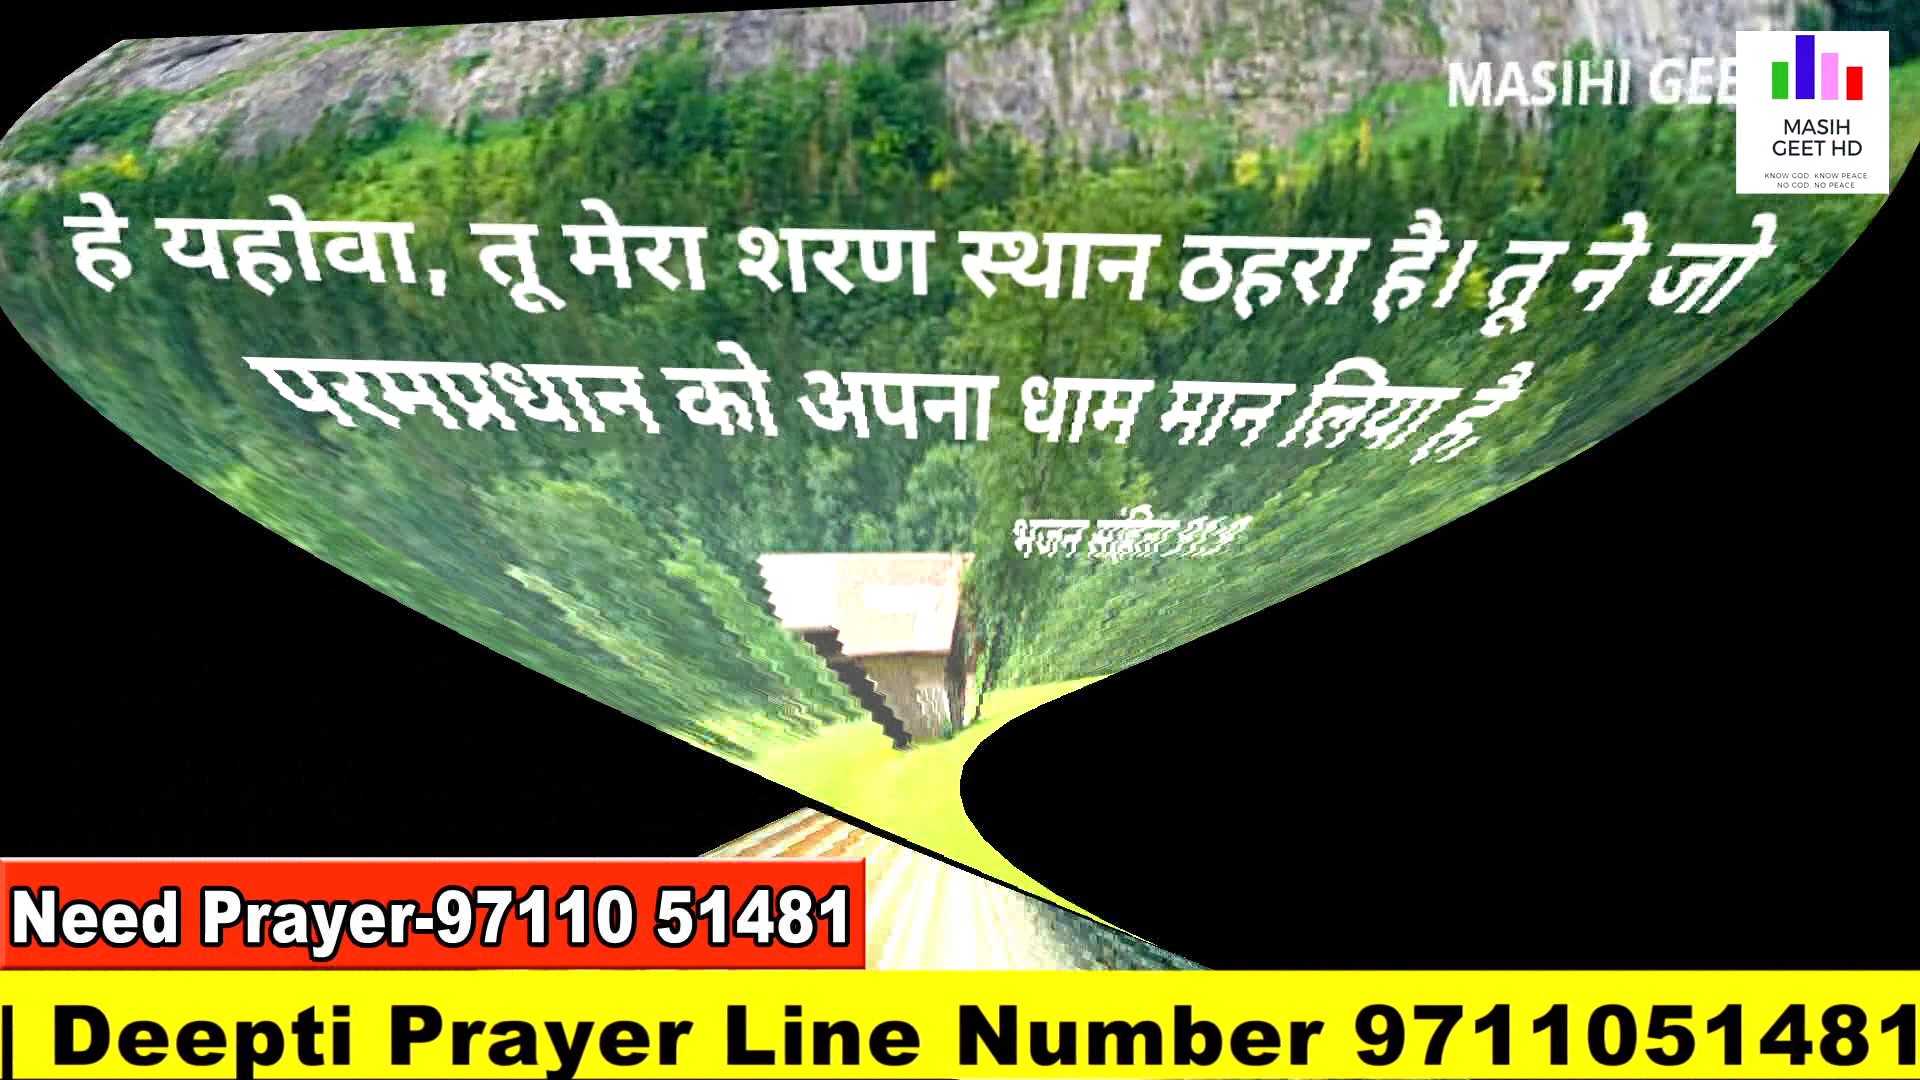 MASIHI GEE
MASIH
GEET HD
KNOW GOD. KNOW PEACE.
NO GOD. NO PEACE
हे यहोवा, तू मेरा शरण स्थान ठहरा है। तू ने जो
परमप्रधान को अपना धाम मान लिया है,
भजन संहिता
Need Prayer-97110 51481
| Deepti Prayer Line Number 9711051481